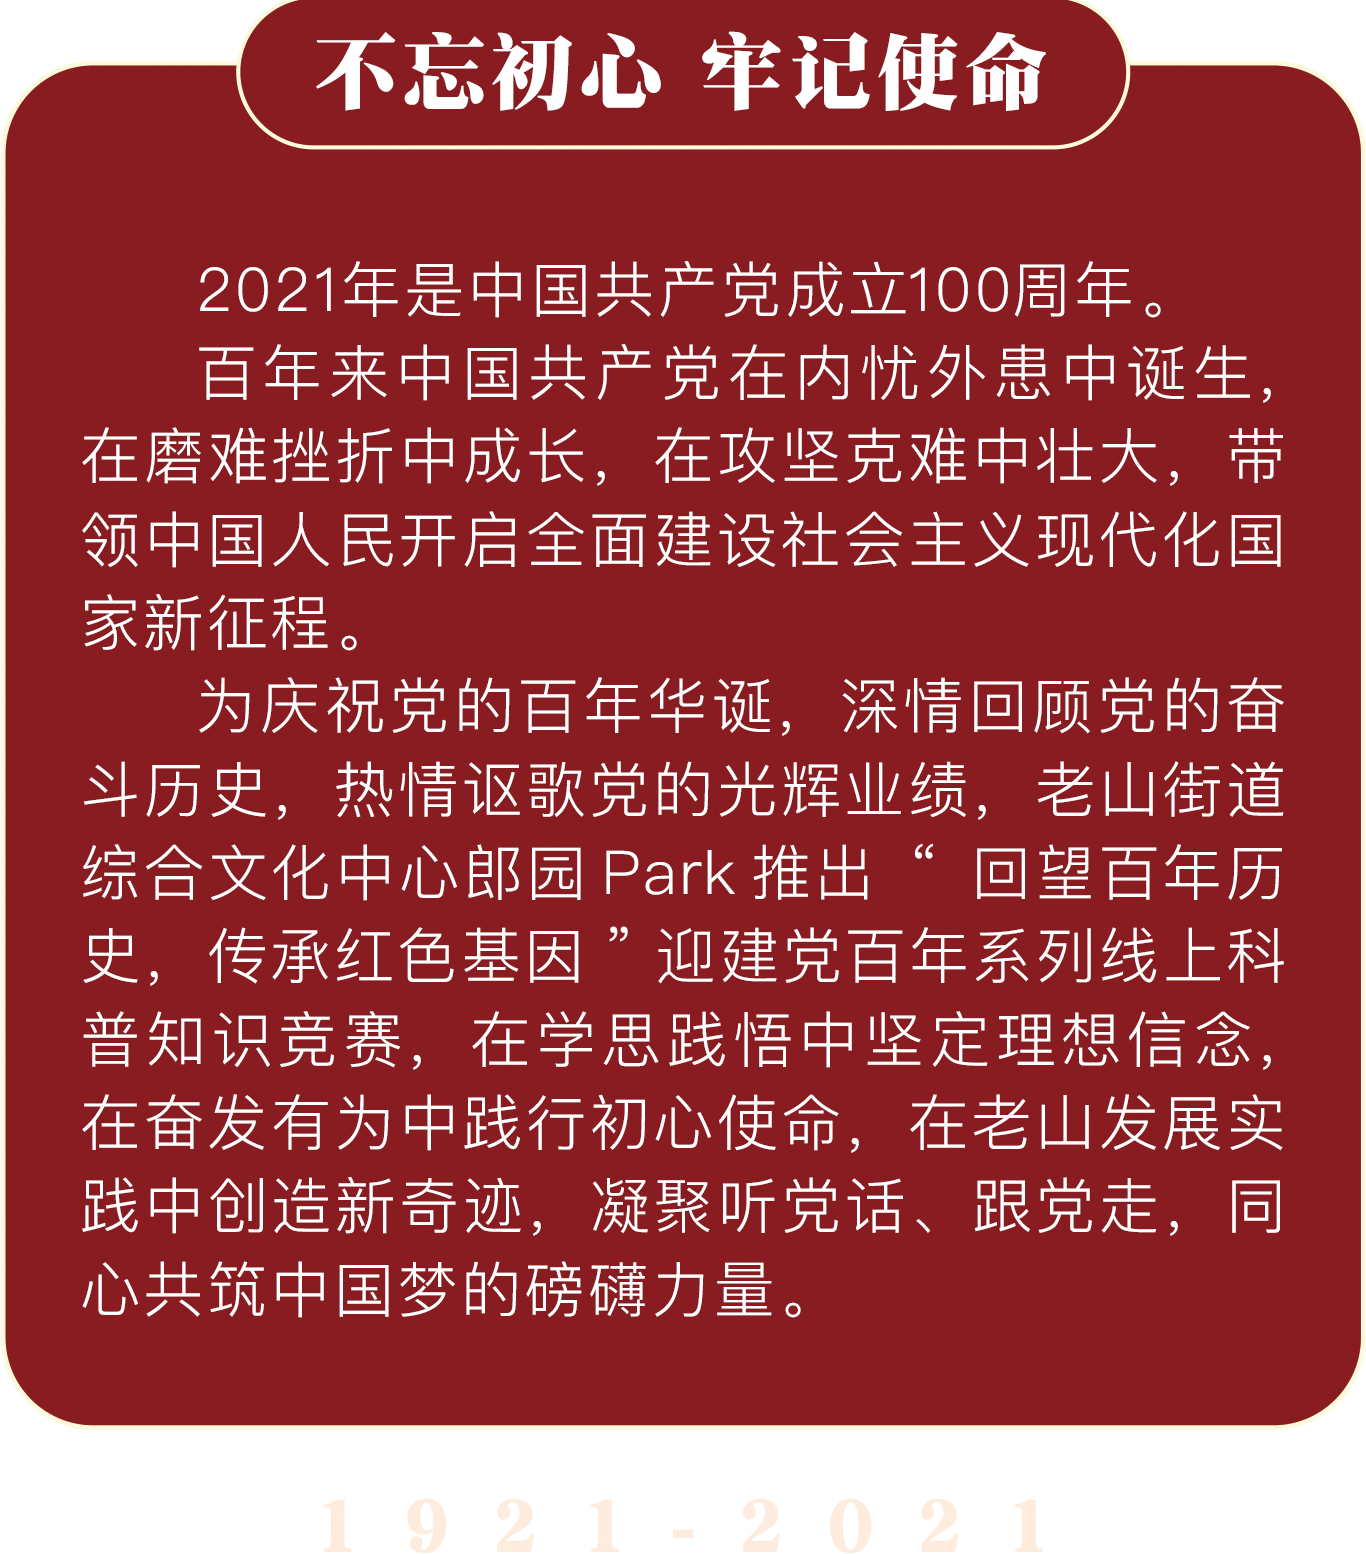 不忘初心 牢记使命
2021年是中国共产党成立100周年。
百年来中国共产党在内忧外患中诞生,
在磨难挫折中成长，在攻坚克难中壮大，带
领中国人民开启全面建设社会主义现代化国
家新征程。
为庆祝党的百年华诞，深情回顾党的奋
斗历史，热情讴歌党的光辉业绩，老山街道
综合文化中心郎园 Park 推出 “ 回望百年历
史，传承红色基因 ” 迎建党百年系列线上科
普知识竞赛，在学思践悟中坚定理想信念，
在奋发有为中践行初心使命，在老山发展实
践中创造新奇迹，凝聚听党话、跟党走，同
心共筑中国梦的磅礴力量。
1921-2021